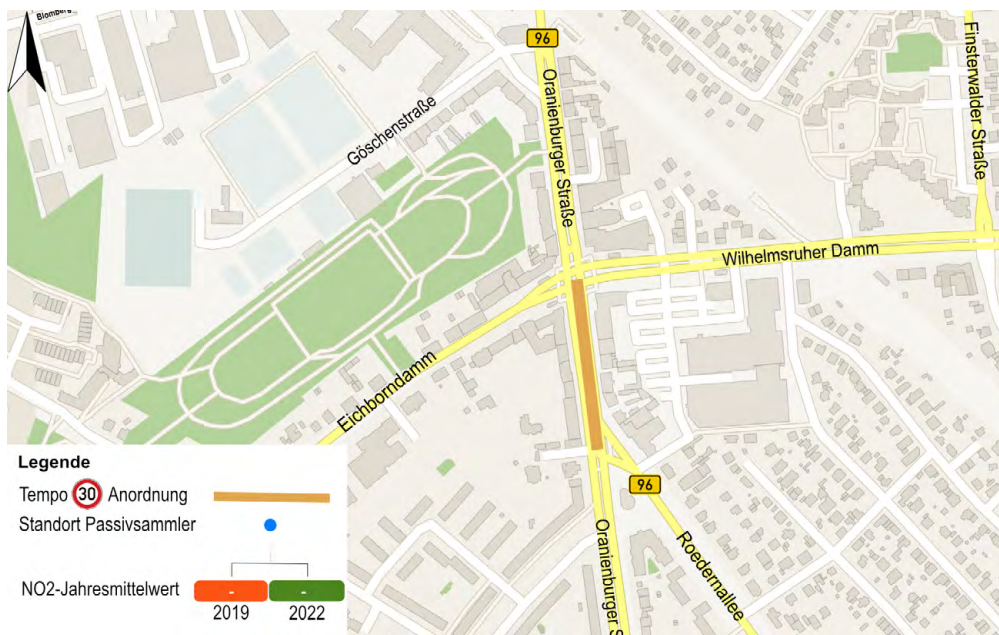 Blomberg
96
Finsterwalder Straße
Oranienburger Straße
Göschenstraße
Wilhelmsruher Damm
Eichborndamm
96
Oranienburger S
Roedernallee
Legende
Tempo 30 Anordnung
Standort Passivsammler
NO2-Jahresmittelwert
- -
2019 2022